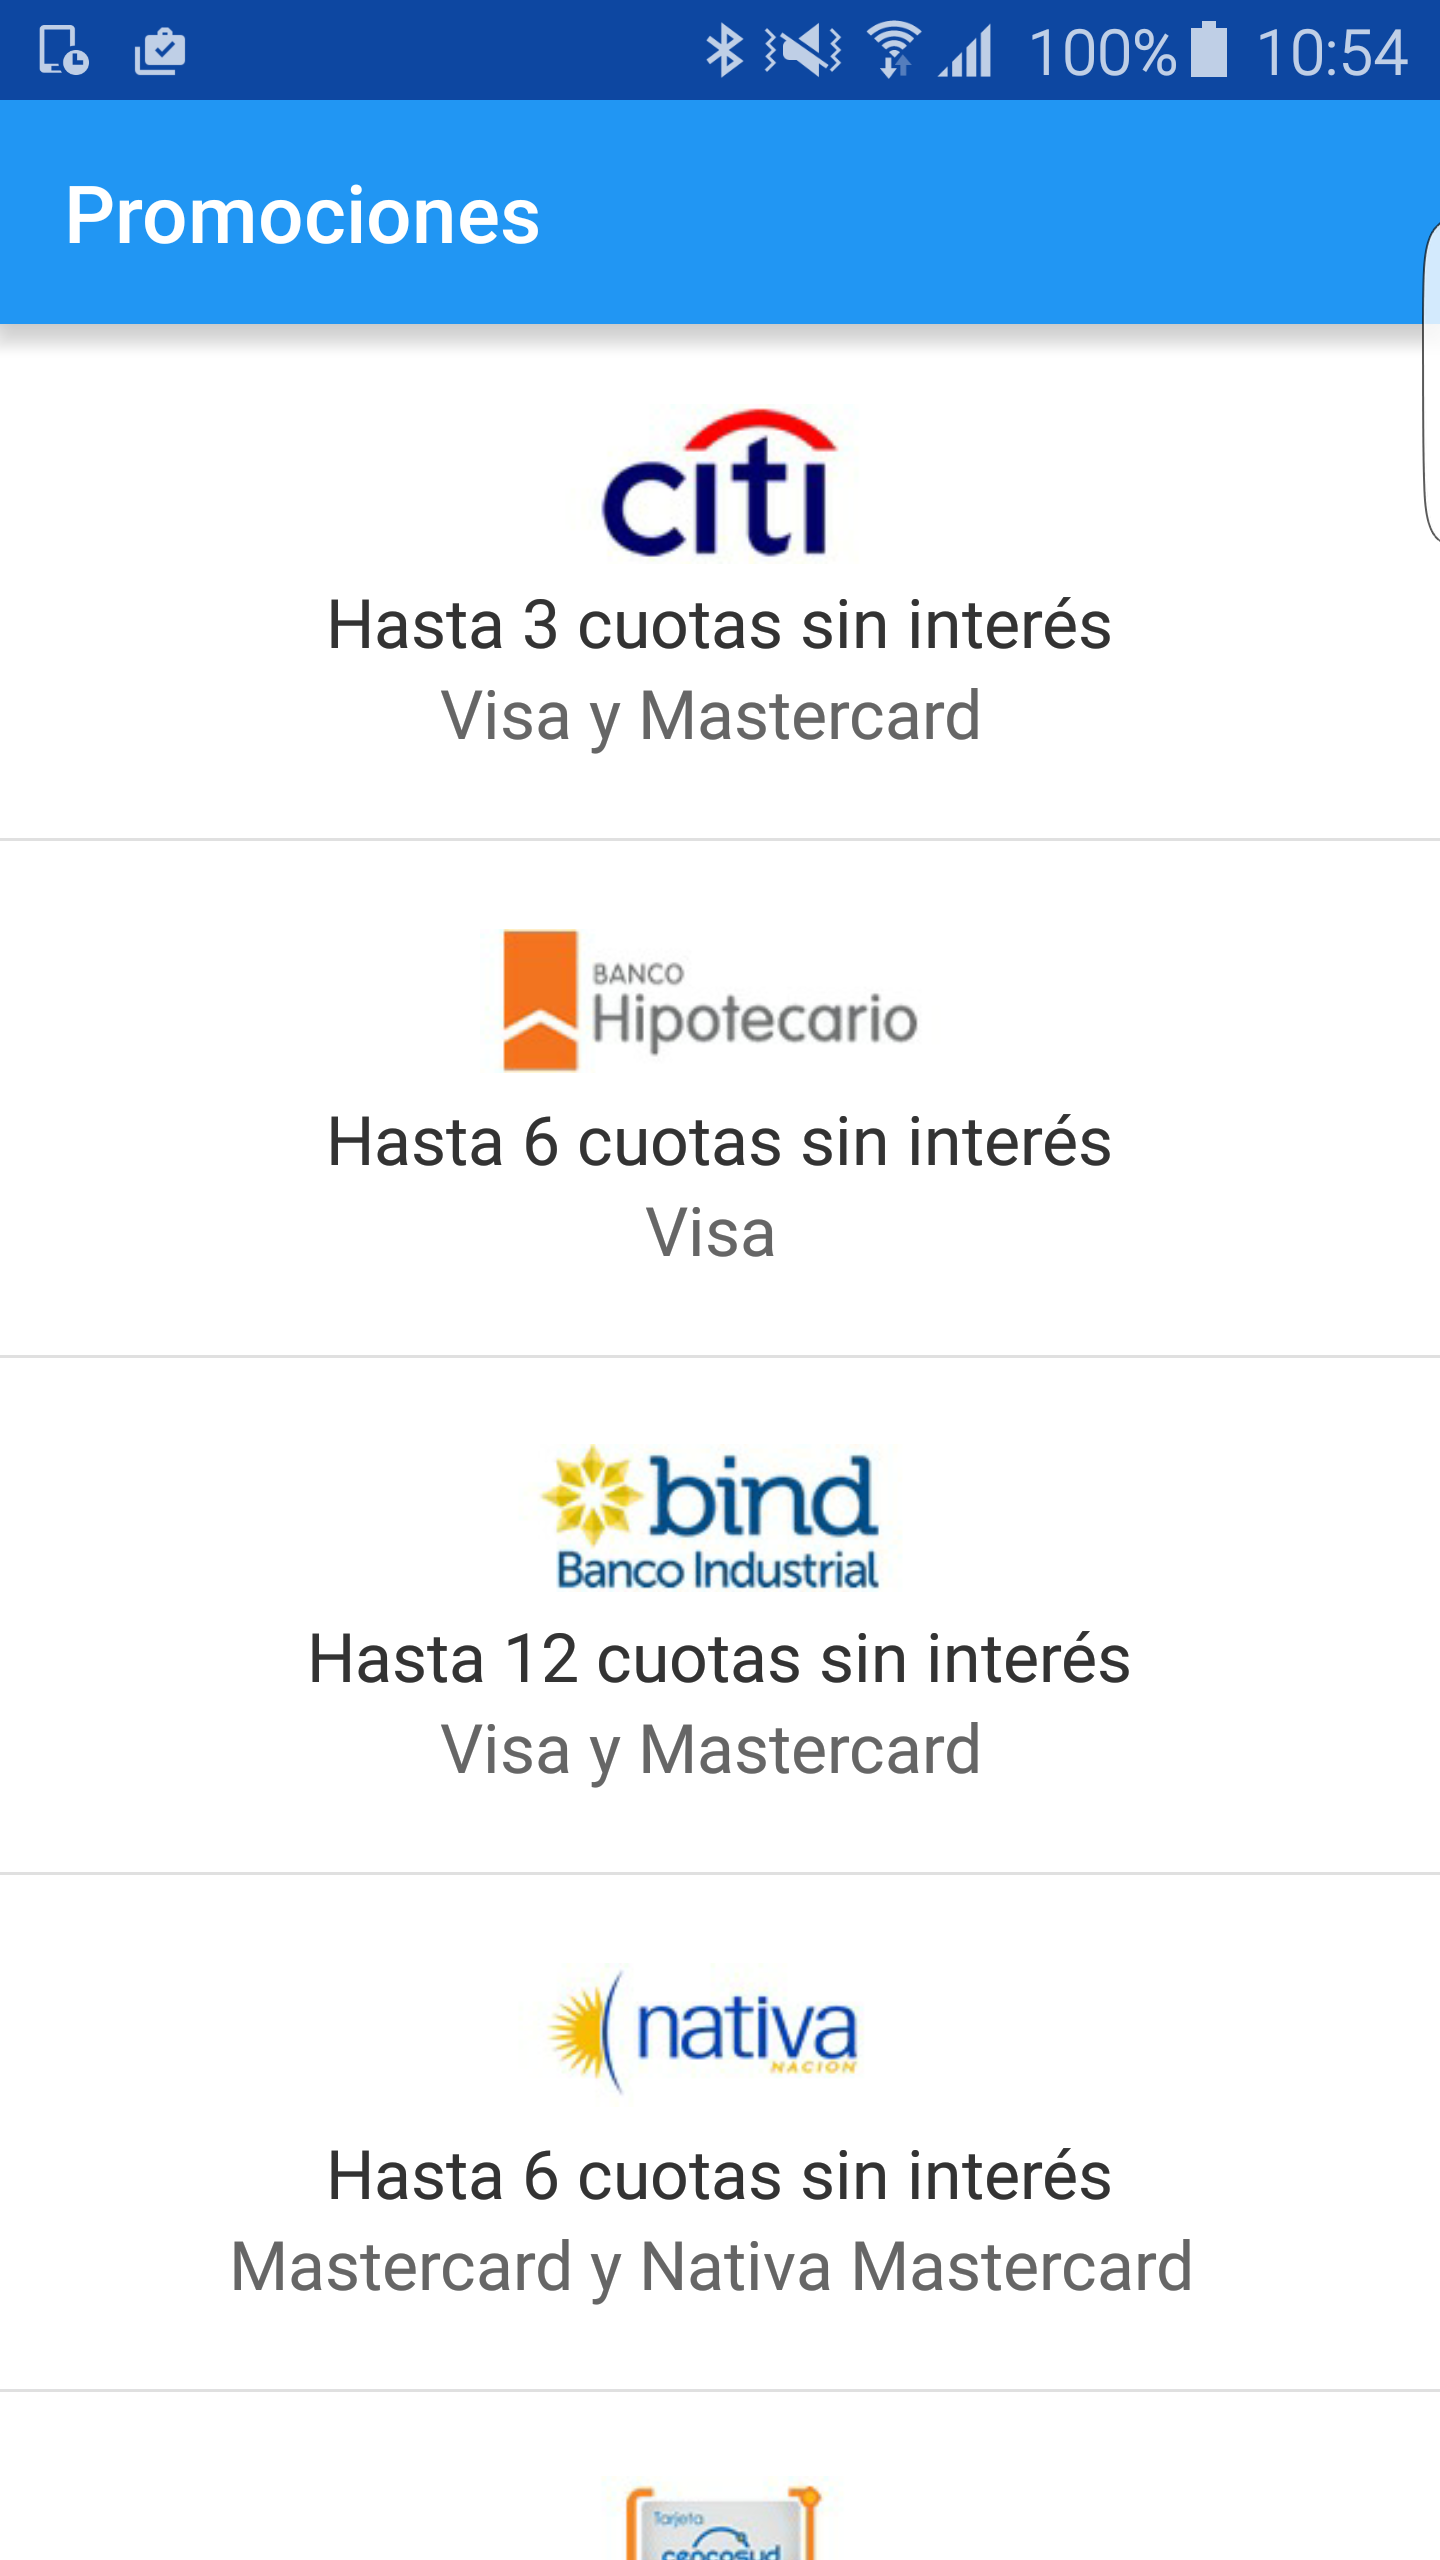 100% 10:54
Promociones
citi
Hasta 3 cuotas sin interés
Visa y Mastercard
BANCO
Hipotecario
Hasta 6 cuotas sin interés
Visa
bind
Banco Industrial
Hasta 12 cuotas sin interés
Visa y Mastercard
nativa
NACION
Hasta 6 cuotas sin interés
Mastercard y Nativa Mastercard
Tarjeta
cencosud